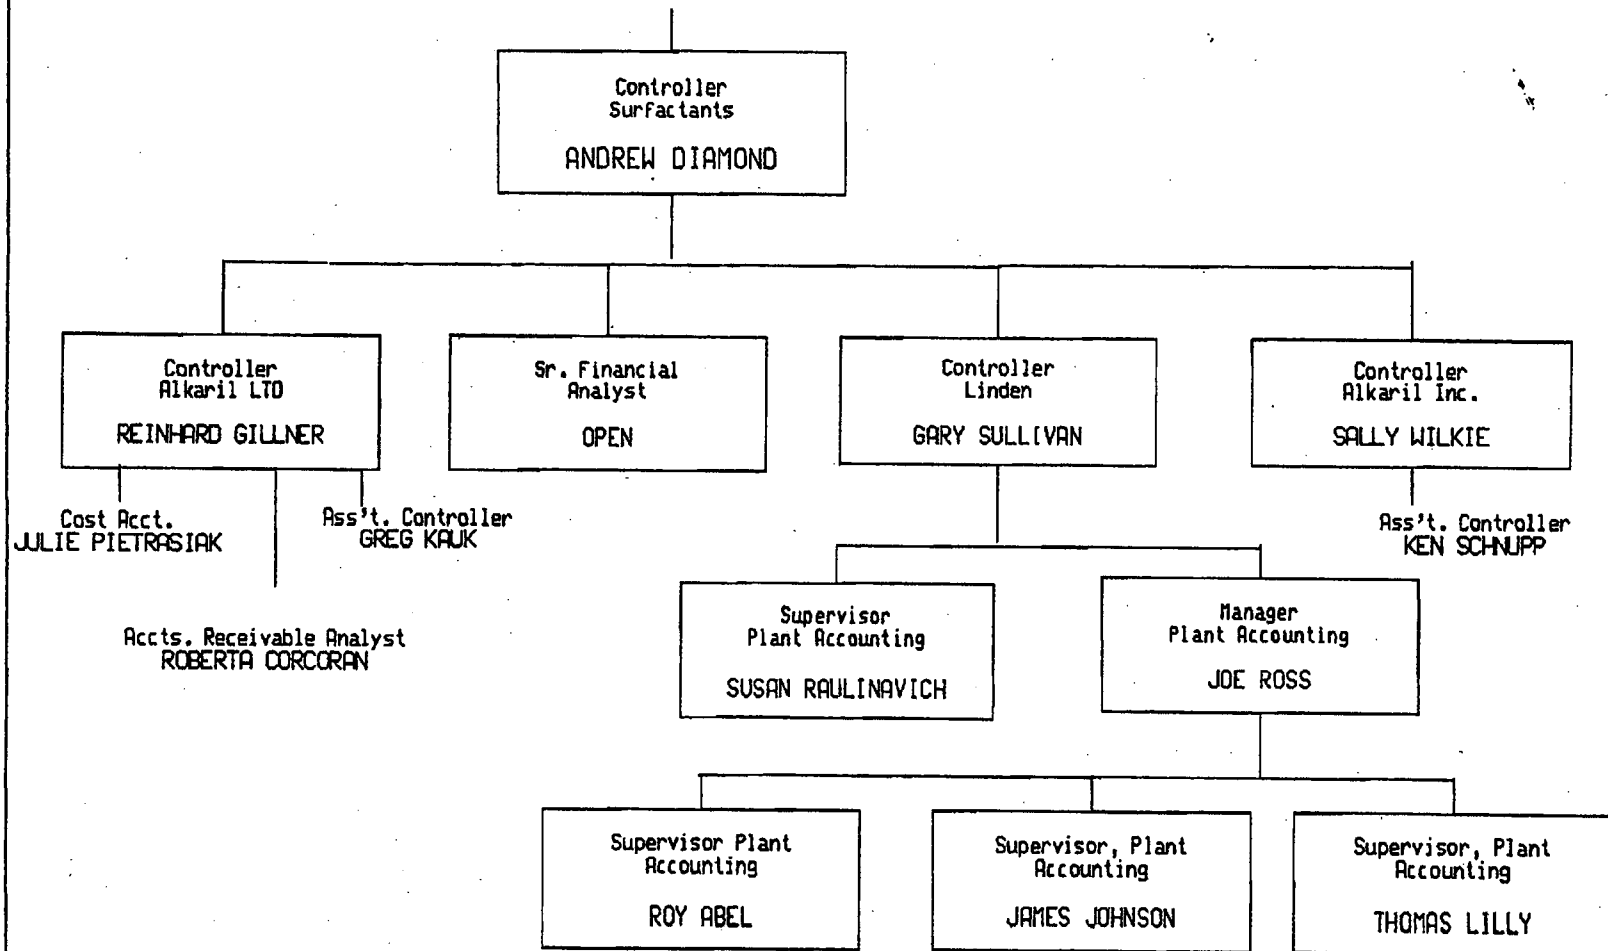 Controller
Surfactants
ANDREW DIAMOND
Controller
Alkaril LTD
REINHARD GILLNER
Sr. Financial
Analyst
OPEN
Controller
Linden
GARY SULLIVAN
Controller
Alkaril Inc.
SALLY WILKIE
Cost Acct.
JULIE PIETRASIAK
Ass't. Controller
GREG KAUK
Accts. Receivable Analyst
ROBERTA CORCORAN
Ass't. Controller
KEN SCHNUPP
Supervisor
Plant Accounting
SUSAN RAULINAVICH
Manager
Plant Accounting
JOE ROSS
Supervisor Plant
Accounting
ROY ABEL
Supervisor, Plant
Accounting
JAMES JOHNSON
Supervisor, Plant
Accounting
THOMAS LILLY